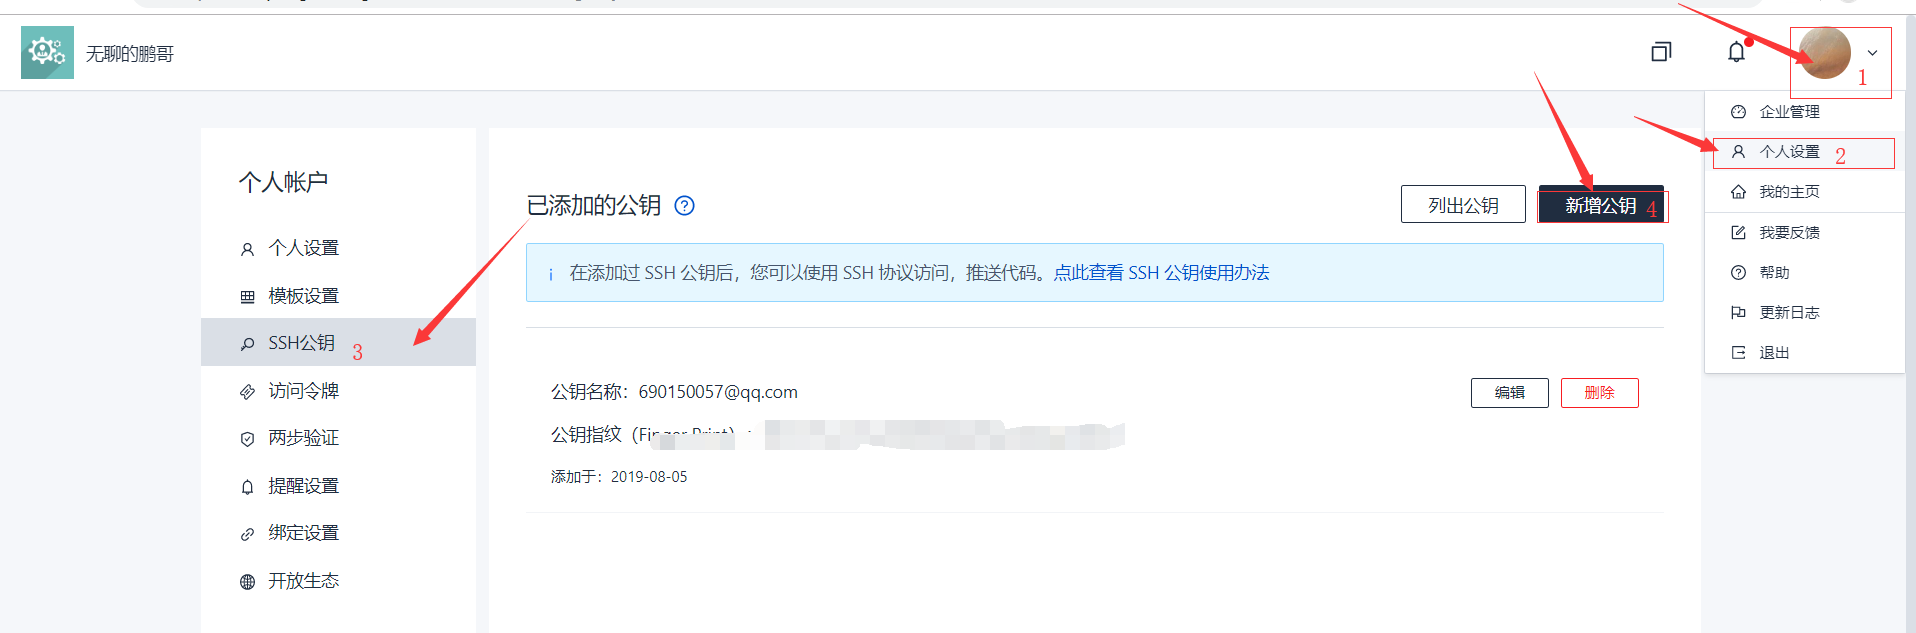 无聊的鹏哥
1
企业管理
个人设置 2
我的主页
我要反馈
帮助
更新日志
退出
个人帐户
个人设置
模板设置
SSH公钥 3
访问令牌
两步验证
提醒设置
绑定设置
开放生态
已添加的公钥
列出公钥
新增公钥 4
在添加过 SSH 公钥后，您可以使用 SSH 协议访问，推送代码。点此查看 SSH 公钥使用办法
公钥名称：690150057@qq.com
编辑
删除
公钥指纹（Finger Print）:
添加于：2019-08-05